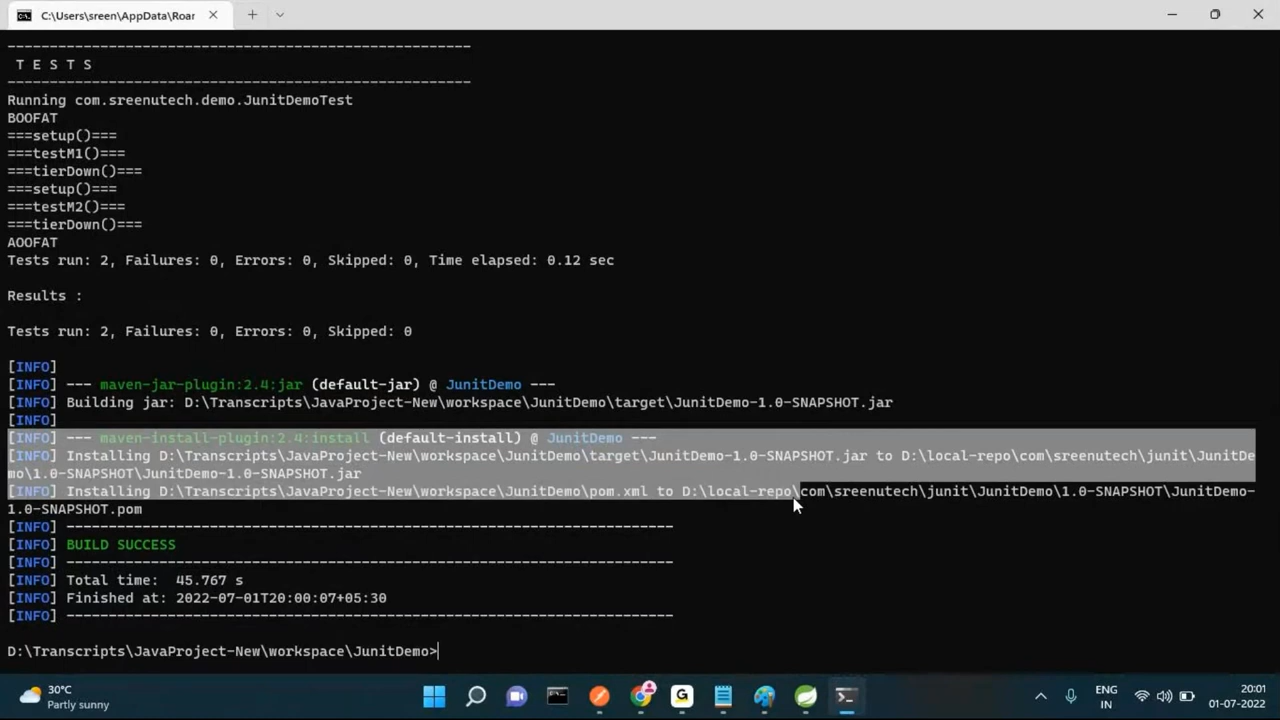 C:\Users\sreen\AppData\Roar
-------------------------------------------------------
T E S T S
-------------------------------------------------------
Running com.sreenutech.demo.JunitDemoTest
BOOFAT
===setup()===
===testM1()===
===tierDown()===
===setup()===
===testM2()===
===tierDown()===
AOOFAT
Tests run: 2, Failures: 0, Errors: 0, Skipped: 0, Time elapsed: 0.12 sec
Results :
Tests run: 2, Failures: 0, Errors: 0, Skipped: 0
[INFO]
[INFO] --- maven-jar-plugin:2.4:jar (default-jar) @ JunitDemo ---
[INFO] Building jar: D:\Transcripts\JavaProject-New\workspace\JunitDemo\target\JunitDemo-1.0-SNAPSHOT.jar
[INFO]
[INFO] --- maven-install-plugin:2.4:install (default-install) @ JunitDemo ---
[INFO] Installing D:\Transcripts\JavaProject-New\workspace\JunitDemo\target\JunitDemo-1.0-SNAPSHOT.jar to D:\local-repo\com\sreenutech\junit\JunitDe
mo\1.0-SNAPSHOT\JunitDemo-1.0-SNAPSHOT.jar
[INFO] Installing D:\Transcripts\JavaProject-New\workspace\JunitDemo\pom.xml to D:\local-repo\com\sreenutech\junit\JunitDemo\1.0-SNAPSHOT\JunitDemo-
1.0-SNAPSHOT.pom
[INFO] ------------------------------------------------------------------------
[INFO] BUILD SUCCESS
[INFO] ------------------------------------------------------------------------
[INFO] Total time:  45.767 s
[INFO] Finished at: 2022-07-01T20:00:07+05:30
[INFO] ------------------------------------------------------------------------
D:\Transcripts\JavaProject-New\workspace\JunitDemo>
30°C
Partly sunny
ENG
IN
20:01
01-07-2022